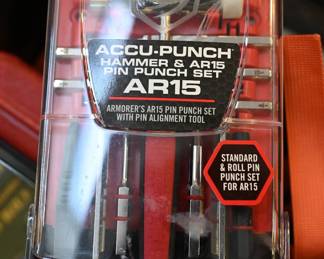 ACCU-PUNCH
HAMMER & AR15
PIN PUNCH SET
AR15
ARMORER'S AR15 PIN PUNCH SET
WITH PIN ALIGNMENT TOOL
STANDARD
& ROLL PIN
PUNCH SET
FOR AR15